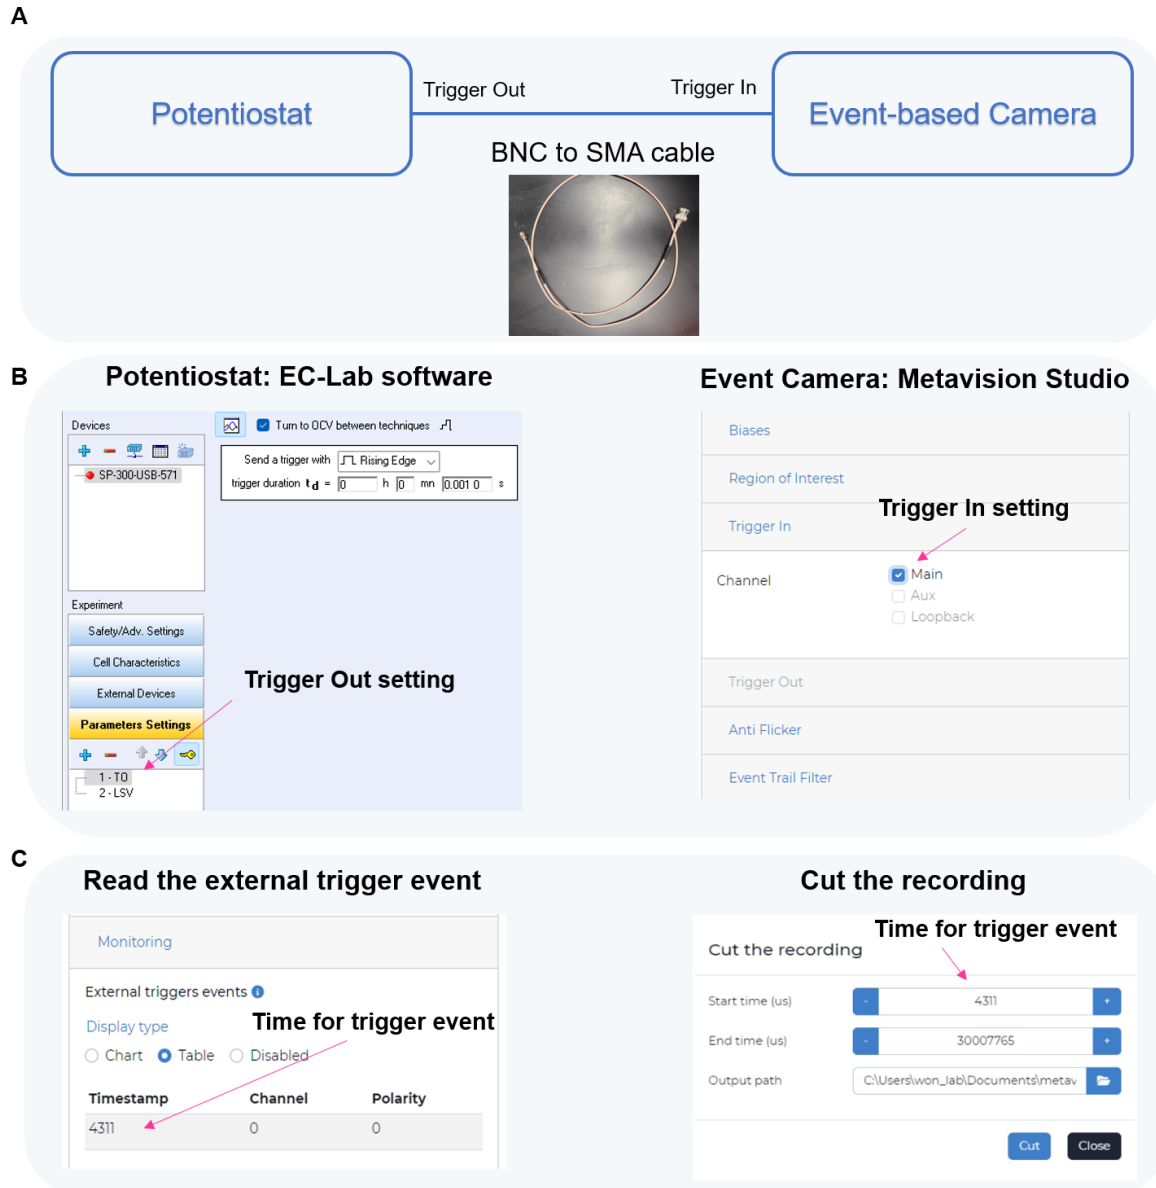 A
Potentiostat
Trigger Out
Trigger In
Event-based Camera
BNC to SMA cable
B
Potentiostat: EC-Lab software
Event Camera: Metavision Studio
Devices
SP-300-USB-571
Turn to OCV between techniques
Send a trigger with Rising Edge
trigger duration td = 0 h 0 mn 0.001 0 s
Experiment
Safety/Adv. Settings
Cell Characteristics
External Devices
Parameters Settings
1 - TO
2 - LSV
Trigger Out setting
Biases
Region of Interest
Trigger In setting
Trigger In
Channel
Main
Aux
Loopback
Trigger Out
Anti Flicker
Event Trail Filter
C
Read the external trigger event
Cut the recording
Monitoring
External triggers events
Display type
Time for trigger event
Chart Table Disabled
Timestamp Channel Polarity
4311 0 0
Time for trigger event
Cut the recording
Start time (us) - 4311 +
End time (us) - 30007765 +
Output path C:\Users\won_lab\Documents\metav
Cut Close